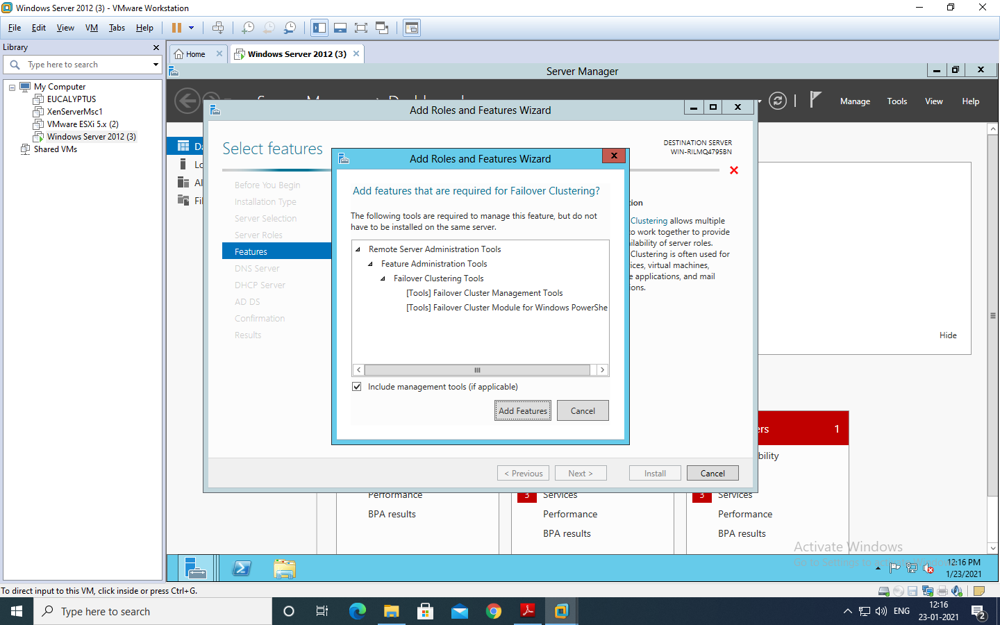 Windows Server 2012 (3) - VMware Workstation
File Edit View VM Tabs Help
Library
Type here to search
My Computer
EUCALYPTUS
XenServerMsc1
VMware ESXi 5.x (2)
Windows Server 2012 (3)
Shared VMs
Home
Windows Server 2012 (3)
Server Manager
Manage Tools View Help
Add Roles and Features Wizard
Select features
DESTINATION SERVER
WIN-RILMQ4795BN
Before You Begin
Installation Type
Server Selection
Server Roles
Features
DNS Server
DHCP Server
AD DS
Confirmation
Results
Add Roles and Features Wizard
Add features that are required for Failover Clustering?
The following tools are required to manage this feature, but do not
have to be installed on the same server.
Remote Server Administration Tools
Feature Administration Tools
Failover Clustering Tools
[Tools] Failover Cluster Management Tools
[Tools] Failover Cluster Module for Windows PowerShe
Include management tools (if applicable)
Add Features Cancel
tion
Clustering allows multiple
o work together to provide
ilability of server roles.
Clustering is often used for
ices, virtual machines,
e applications, and mail
ions.
Hide
< Previous Next > Install Cancel
ers 1
bility
Performance
BPA results
3 Services
Performance
BPA results
3 Services
Performance
BPA results
Activate Windows
12:16 PM
1/23/2021
To direct input to this VM, click inside or press Ctrl+G.
Type here to search
ENG
12:16
23-01-2021
2